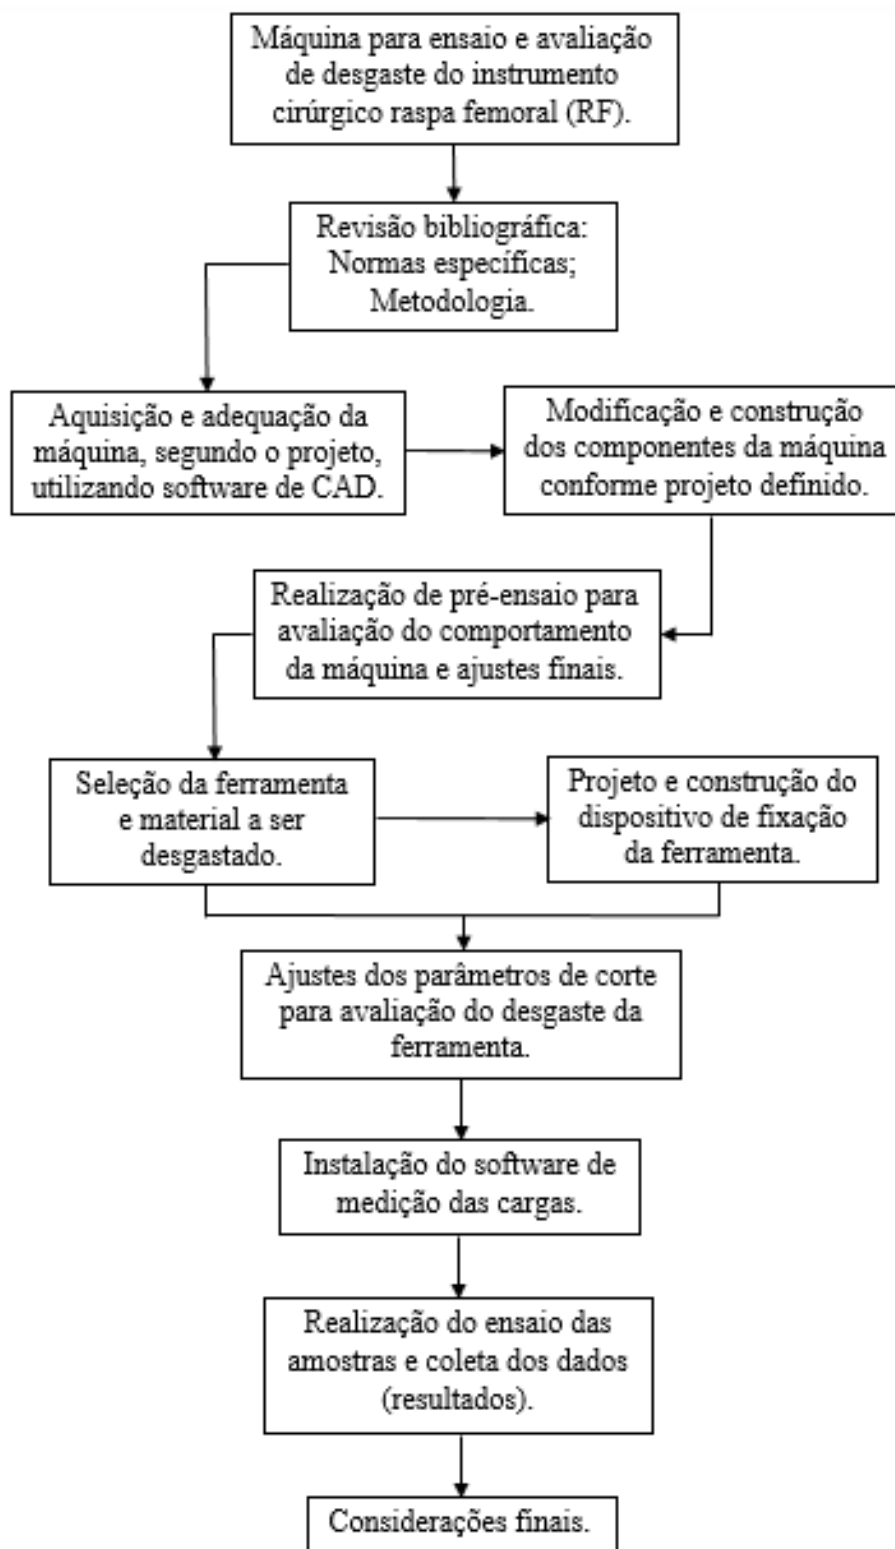 Máquina para ensaio e avaliação
de desgaste do instrumento
cirúrgico raspa femoral (RF).
Revisão bibliográfica:
Normas específicas;
Metodologia.
Aquisição e adequação da
máquina, segundo o projeto,
utilizando software de CAD.
Modificação e construção
dos componentes da máquina
conforme projeto definido.
Realização de pré-ensaio para
avaliação do comportamento
da máquina e ajustes finais.
Seleção da ferramenta
e material a ser
desgastado.
Projeto e construção do
dispositivo de fixação
da ferramenta.
Ajustes dos parâmetros de corte
para avaliação do desgaste da
ferramenta.
Instalação do software de
medição das cargas.
Realização do ensaio das
amostras e coleta dos dados
(resultados).
Considerações finais.